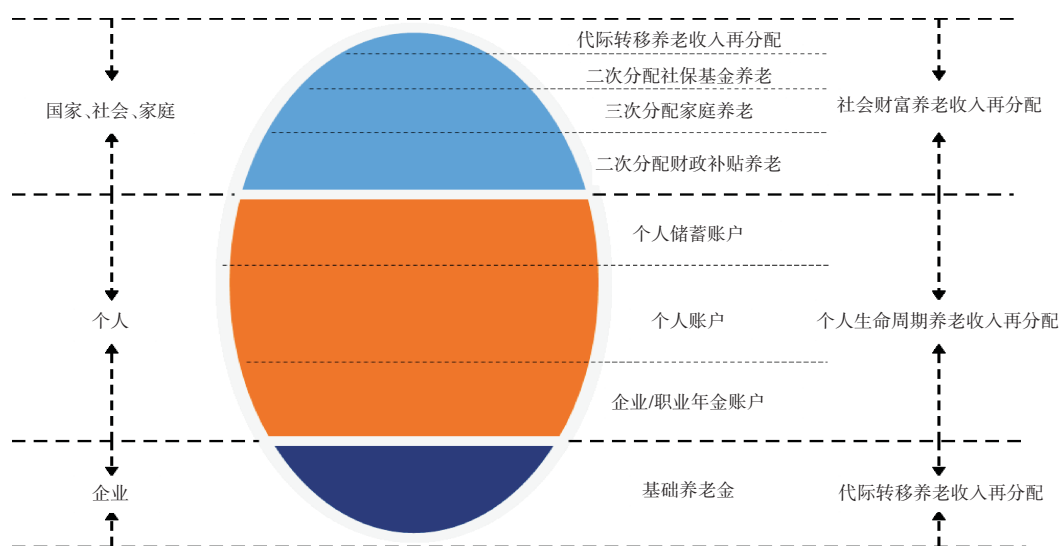 代际转移养老收入再分配
二次分配社保基金养老
国家、社会、家庭
三次分配家庭养老
社会财富养老收入再分配
二次分配财政补贴养老
个人储蓄账户
个人
个人账户
个人生命周期养老收入再分配
企业/职业年金账户
企业
基础养老金
代际转移养老收入再分配